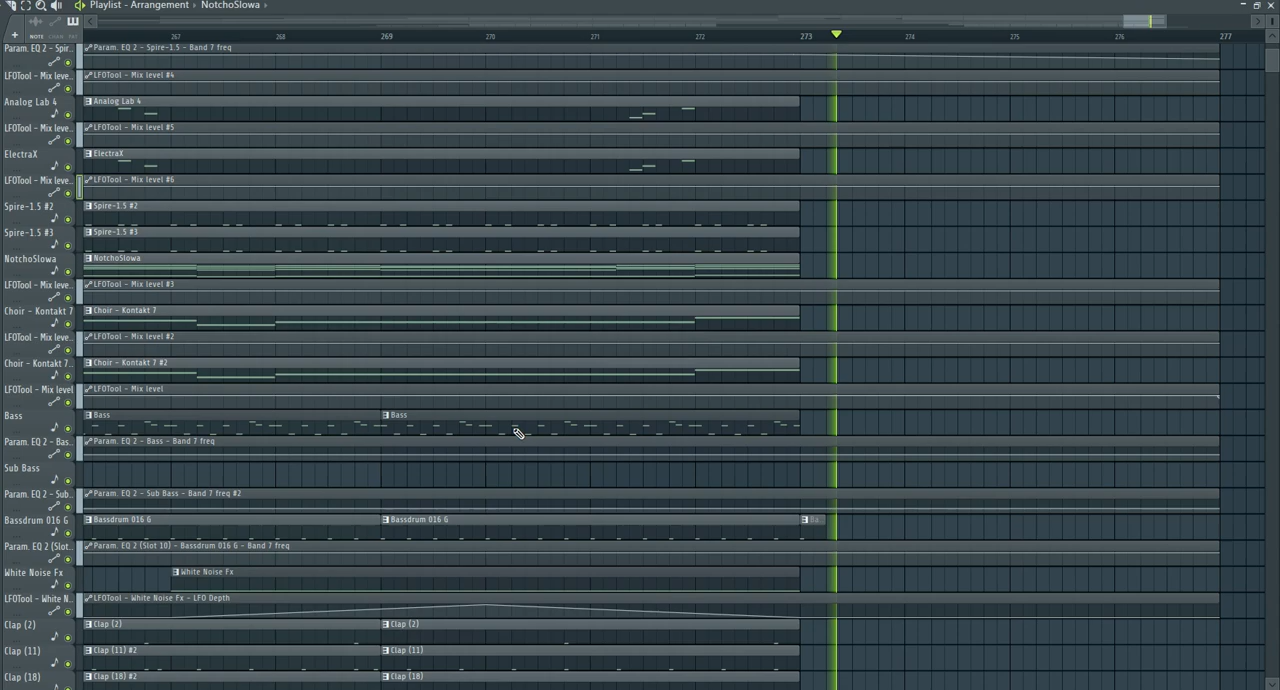 Playlist - Arrangement › NotchoSlowa ›
NOTE CHAN PAT
267 268 269 270 271 272 273 274 275 276 277
Param. EQ 2 - Spir.. Param. EQ 2 - Spire-1.5 - Band 7 freq
LFOTool - Mix leve.. LFOTool - Mix level #4
Analog Lab 4 Analog Lab 4
LFOTool - Mix leve.. LFOTool - Mix level #5
ElectraX ElectraX
LFOTool - Mix leve.. LFOTool - Mix level #6
Spire-1.5 #2 Spire-1.5 #2
Spire-1.5 #3 Spire-1.5 #3
NotchoSlowa NotchoSlowa
LFOTool - Mix leve.. LFOTool - Mix level #3
Choir - Kontakt 7 Choir - Kontakt 7
LFOTool - Mix leve.. LFOTool - Mix level #2
Choir - Kontakt 7.. Choir - Kontakt 7 #2
LFOTool - Mix level LFOTool - Mix level
Bass Bass Bass
Param. EQ 2 - Bas.. Param. EQ 2 - Bass - Band 7 freq
Sub Bass
Param. EQ 2 - Sub.. Param. EQ 2 - Sub Bass - Band 7 freq #2
Bassdrum 016 G Bassdrum 016 G Bassdrum 016 G Ba
Param. EQ 2 (Slot.. Param. EQ 2 (Slot 10) - Bassdrum 016 G - Band 7 freq
White Noise Fx White Noise Fx
LFOTool - White N.. LFOTool - White Noise Fx - LFO Depth
Clap (2) Clap (2) Clap (2)
Clap (11) Clap (11) #2 Clap (11)
Clap (18) Clap (18) #2 Clap (18)